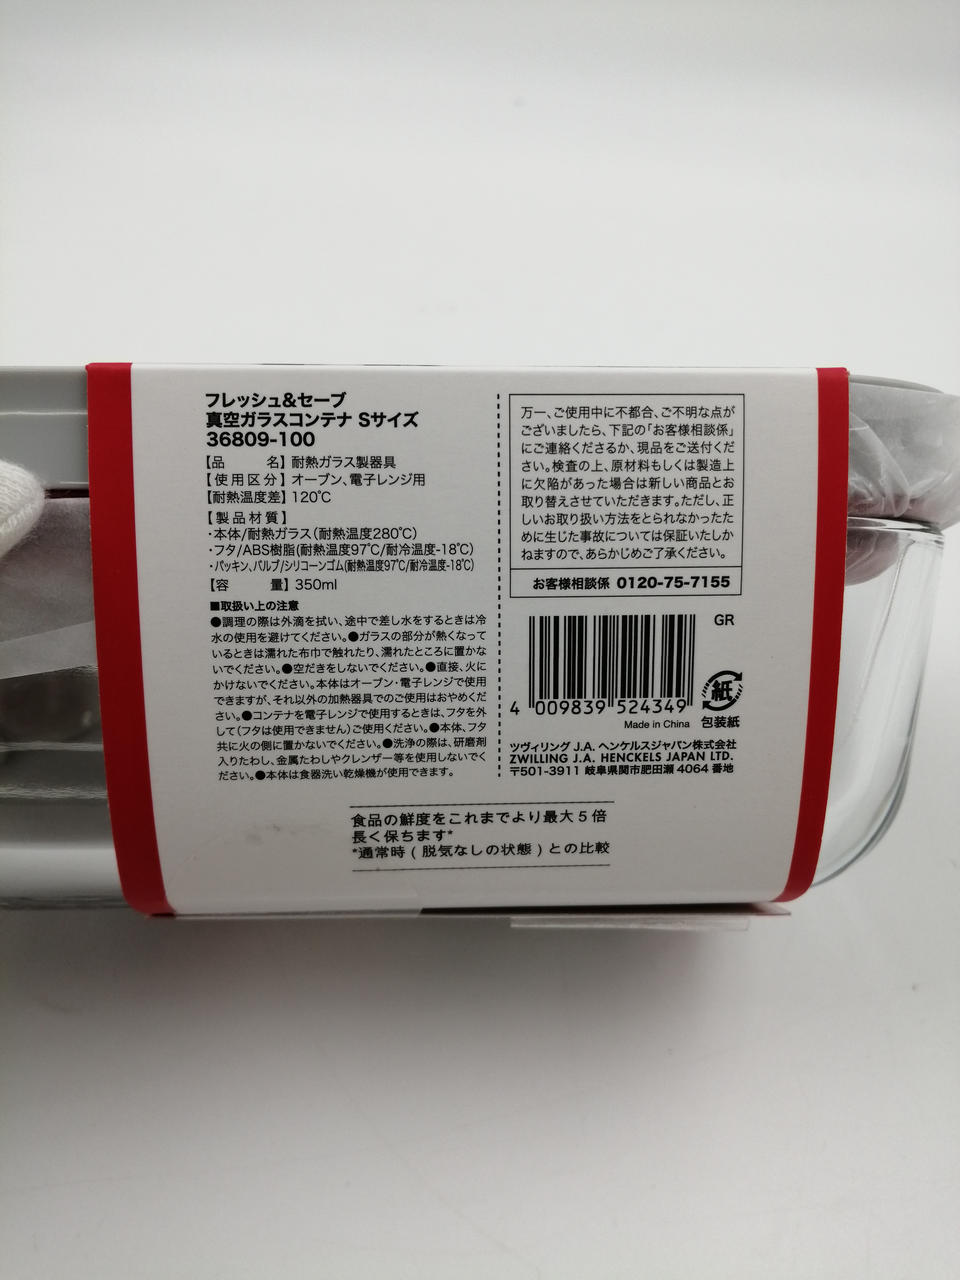 フレッシュ&セーブ
真空ガラスコンテナ Sサイズ
36809-100
【品　　名】耐熱ガラス製器具
【使用区分】オーブン、電子レンジ用
【耐熱温度差】120℃
【製品材質】
・本体/耐熱ガラス(耐熱温度280℃)
・フタ/ABS樹脂(耐熱温度97℃/耐冷温度-18℃)
・パッキン、バルブ/シリコーンゴム(耐熱温度97℃/耐冷温度-18℃)
【容　　量】350ml
■取扱い上の注意
●調理の際は外滴を拭い、途中で差し水をするときは冷
水の使用を避けてください。●ガラスの部分が熱くなって
いるときは濡れた布巾で触れたり、濡れたところに置かな
いでください。●空だきをしないでください。●直接、火に
かけないでください。本体はオーブン・電子レンジで使用
できますが、それ以外の加熱器具でのご使用はおやめくだ
さい。●コンテナを電子レンジで使用するときは、フタを外
して(フタは使用できません)ご使用ください。●本体、フタ
共に火の側に置かないでください。●洗浄の際は、研磨剤
入りたわし、金属たわしやクレンザー等を使用しないでく
ださい。●本体は食器洗い乾燥機が使用できます。
万一、ご使用中に不都合、ご不明な点が
ございましたら、下記の「お客様相談係」
にご連絡くださるか、現品をご送付くだ
さい。検査の上、原材料もしくは製造上
に欠陥があった場合は新しい商品とお
取り替えさせていただきます。ただし、正
しいお取り扱い方法をとられなかったた
めに生じた事故については保証いたしか
ねますので、あらかじめご了承ください。
お客様相談係 0120-75-7155
GR
4 009839 524349
Made in China
紙
包装紙
ツヴィリング J.A. ヘンケルスジャパン株式会社
ZWILLING J.A. HENCKELS JAPAN LTD.
〒501-3911 岐阜県関市肥田瀬 4064 番地
食品の鮮度をこれまでより最大5倍
長く保ちます*
*通常時(脱気なしの状態)との比較